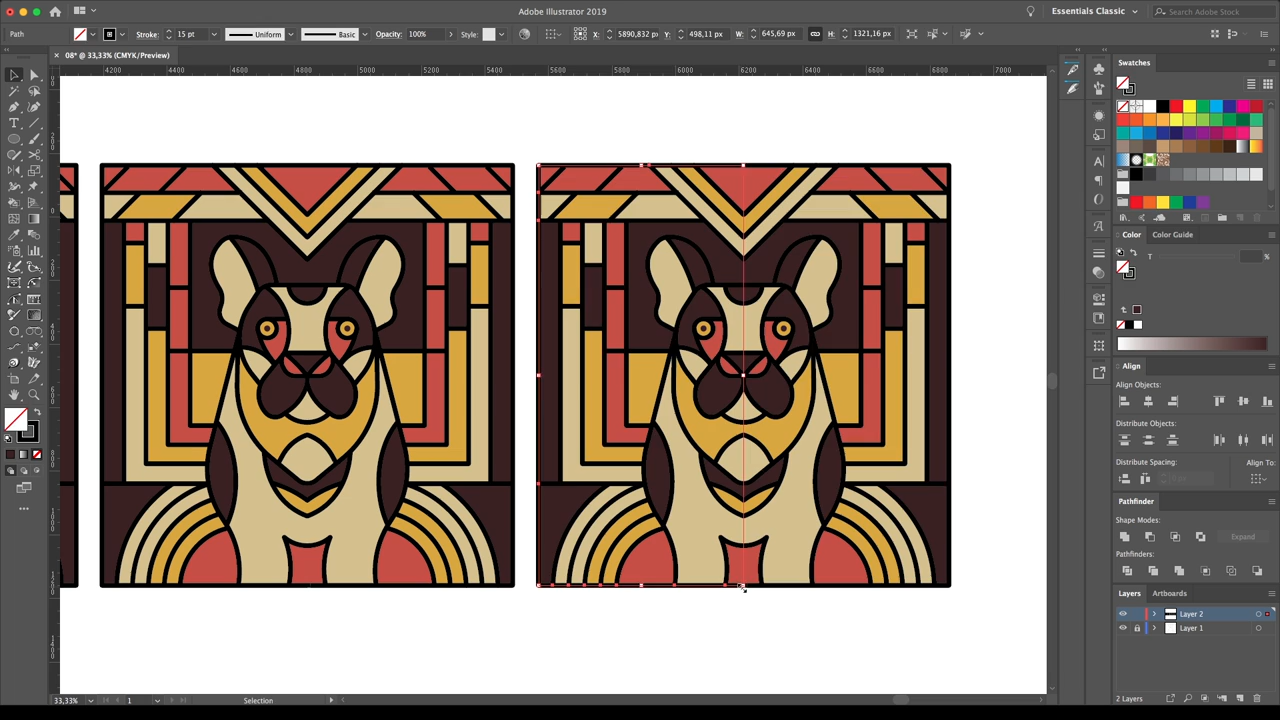 Adobe Illustrator 2019
Essentials Classic
Search Adobe Stock
Path
Stroke:
15 pt
Uniform
Basic
Opacity:
100%
Style:
X:
5890,832 p
Y:
498,11 px
W:
645,69 px
H:
1321,16 px
× 08* @ 33,33% (CMYK/Preview)
4200 4400 4600 4800 5000 5200 5400 5600 5800 6000 6200 6400 6600 6800 7000
Swatches
Color
Color Guide
T
%
Align
Align Objects:
Distribute Objects:
Distribute Spacing:
Align To:
Pathfinder
Shape Modes:
Expand
Pathfinders:
Layers
Artboards
Layer 2
Layer 1
2 Layers
33,33%
1
Selection